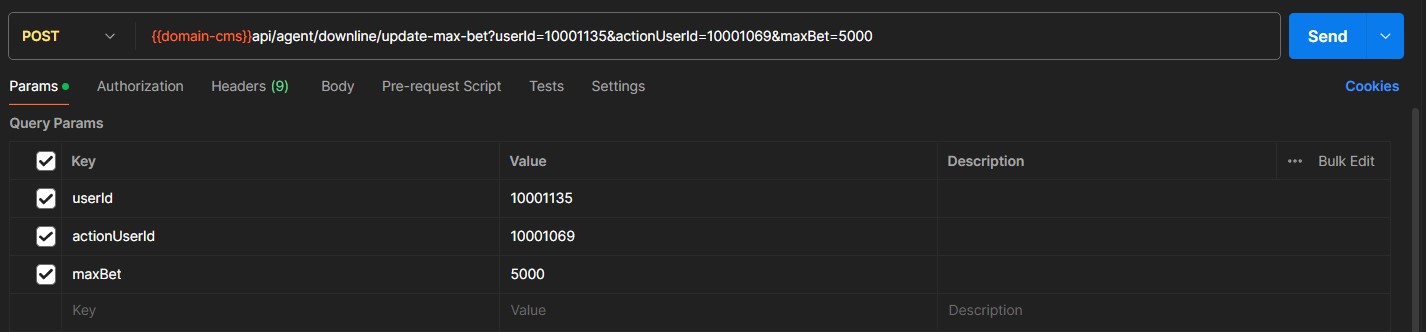 POST {{domain-cms}}api/agent/downline/update-max-bet?userId=10001135&actionUserId=10001069&maxBet=5000 Send
Params Authorization Headers (9) Body Pre-request Script Tests Settings Cookies
Query Params
Key Value Description ••• Bulk Edit
userId 10001135
actionUserId 10001069
maxBet 5000
Key Value Description